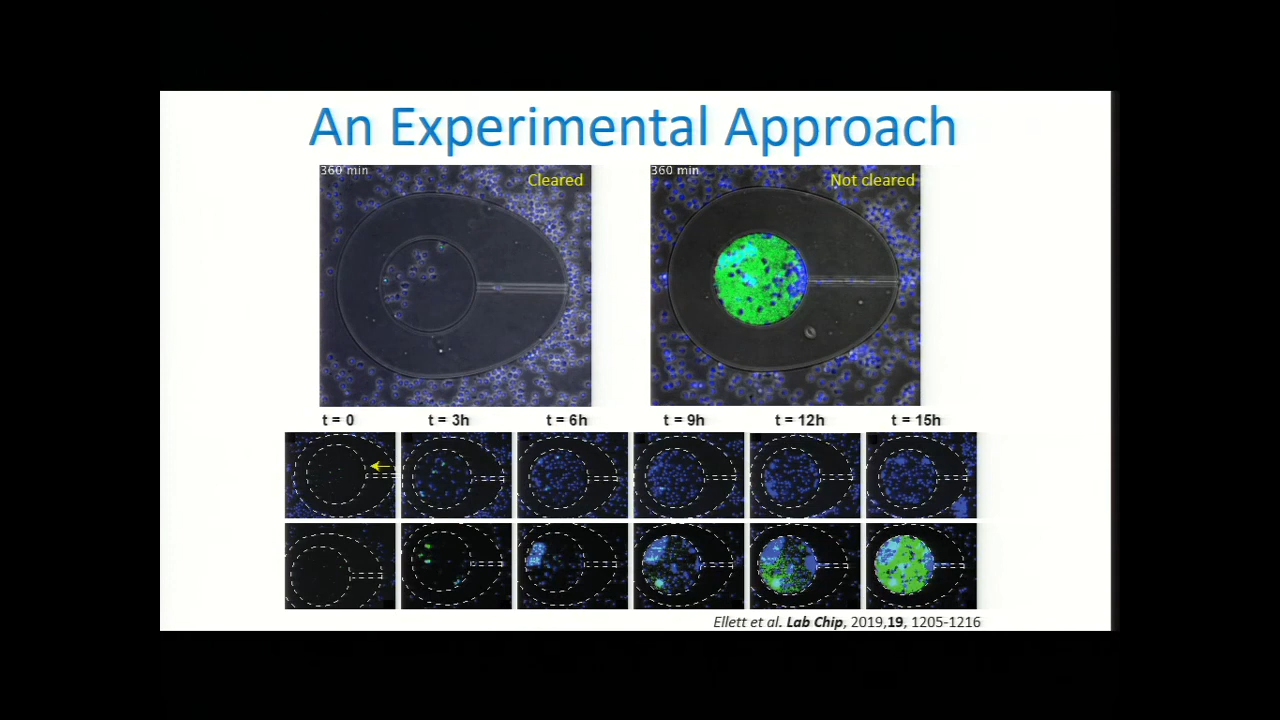 An Experimental Approach
360 min
Cleared
360 min
Not cleared
t = 0
t = 3h
t = 6h
t = 9h
t = 12h
t = 15h
Ellett et al. Lab Chip, 2019,19, 1205-1216